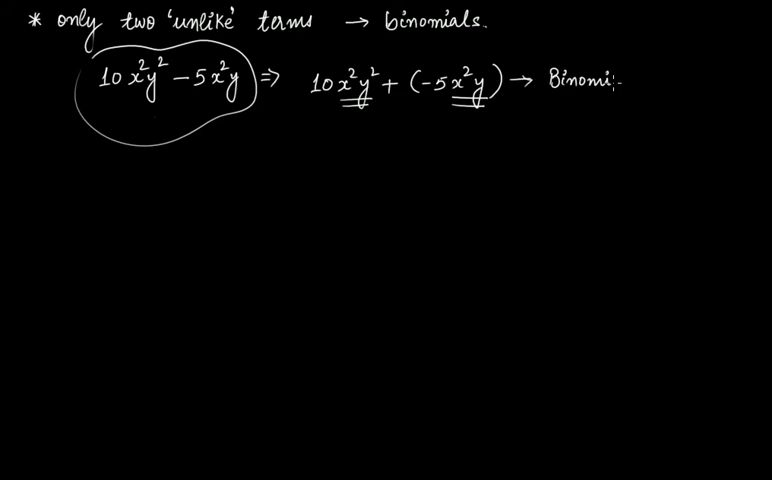 * only two 'unlike' terms → binomials.
10x²y² - 5x²y ⇒ 10x²y² + (-5x²y) → Binomi